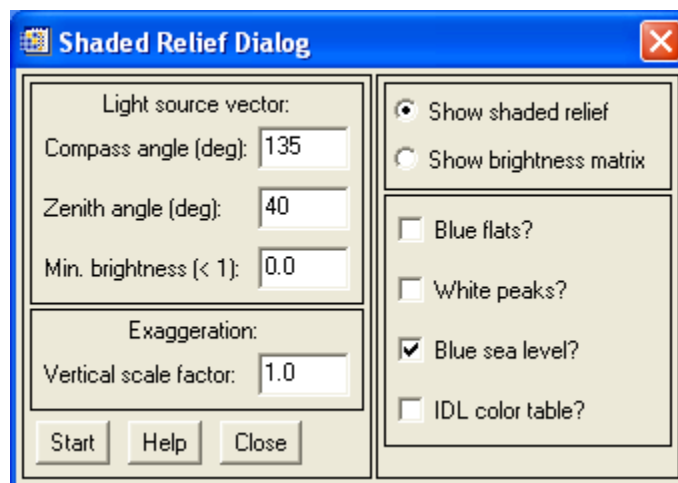 Shaded Relief Dialog
Light source vector:
Compass angle (deg): 135
Zenith angle (deg): 40
Min. brightness (< 1): 0.0
Exaggeration:
Vertical scale factor: 1.0
Start Help Close
Show shaded relief
Show brightness matrix
Blue flats?
White peaks?
Blue sea level?
IDL color table?